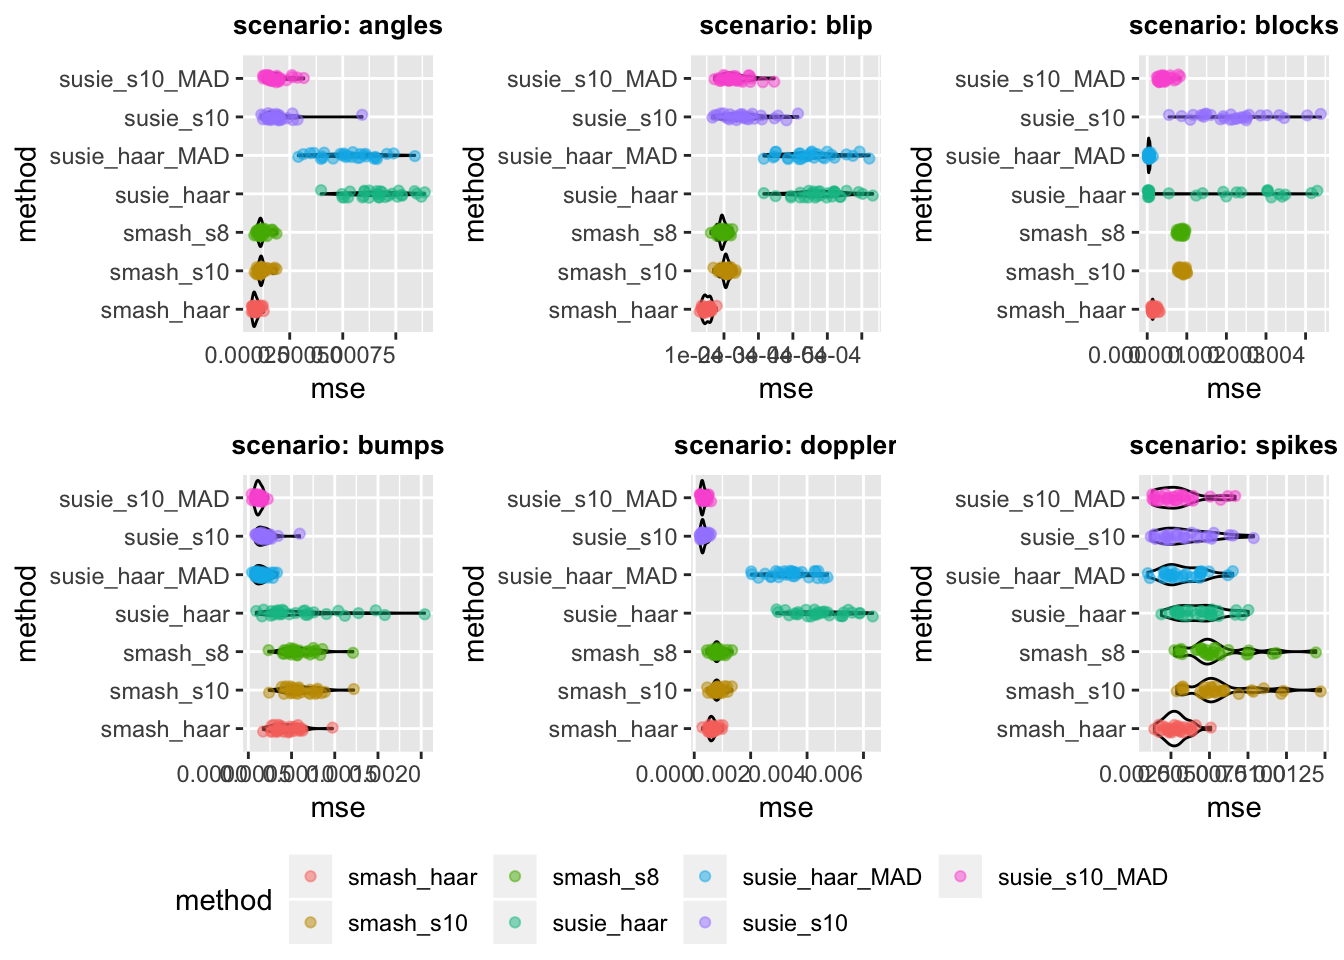 scenario: angles
susie_s10_MAD
susie_s10
susie_haar_MAD
susie_haar
smash_s8
smash_s10
smash_haar
method
mse
scenario: blip
susie_s10_MAD
susie_s10
susie_haar_MAD
susie_haar
smash_s8
smash_s10
smash_haar
method
mse
scenario: blocks
susie_s10_MAD
susie_s10
susie_haar_MAD
susie_haar
smash_s8
smash_s10
smash_haar
method
mse
scenario: bumps
susie_s10_MAD
susie_s10
susie_haar_MAD
susie_haar
smash_s8
smash_s10
smash_haar
method
mse
scenario: doppler
susie_s10_MAD
susie_s10
susie_haar_MAD
susie_haar
smash_s8
smash_s10
smash_haar
method
0.000 0.002 0.004 0.006
mse
scenario: spikes
susie_s10_MAD
susie_s10
susie_haar_MAD
susie_haar
smash_s8
smash_s10
smash_haar
method
mse
method
smash_haar smash_s8 susie_haar_MAD susie_s10_MAD
smash_s10 susie_haar susie_s10